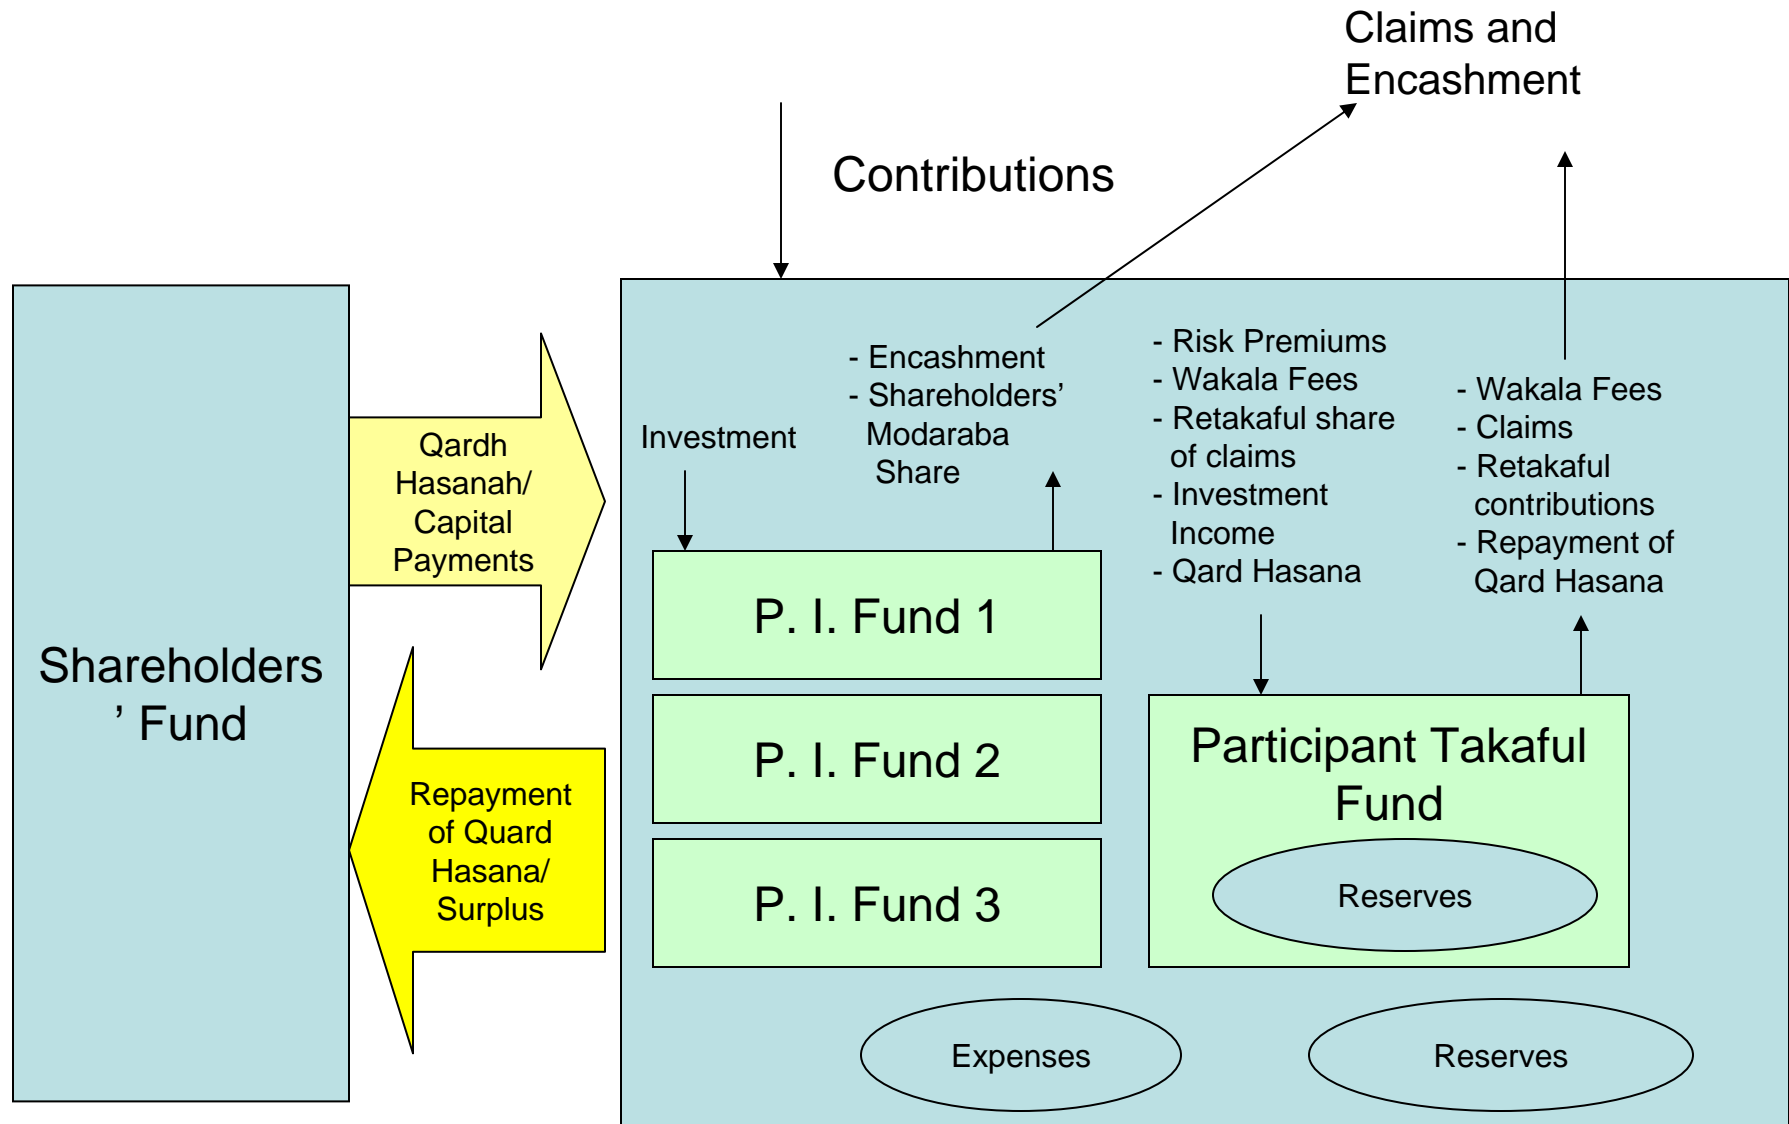 Claims and
Encashment
Contributions
Shareholders
’ Fund
Qardh
Hasanah/
Capital
Payments
Repayment
of Quard
Hasana/
Surplus
Investment
- Encashment
- Shareholders’
Modaraba
Share
- Risk Premiums
- Wakala Fees
- Retakaful share
of claims
- Investment
Income
- Qard Hasana
- Wakala Fees
- Claims
- Retakaful
contributions
- Repayment of
Qard Hasana
P. I. Fund 1
P. I. Fund 2
P. I. Fund 3
Participant Takaful
Fund
Reserves
Expenses
Reserves